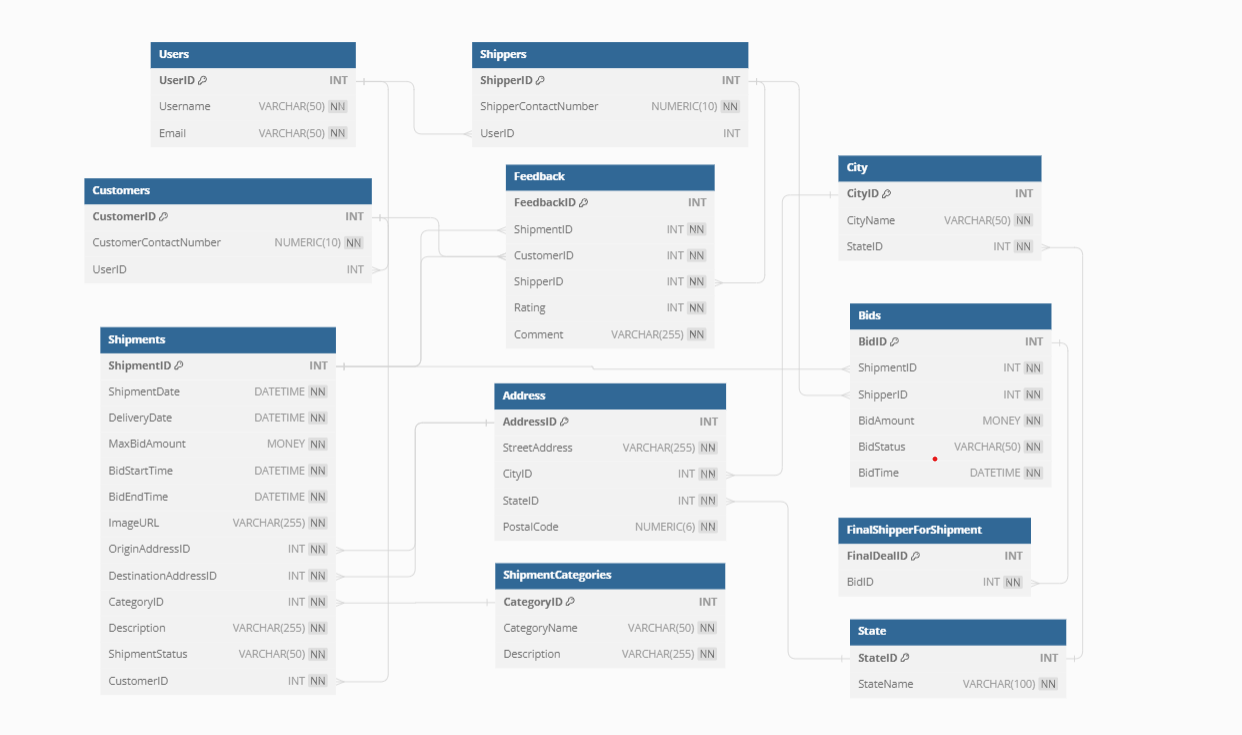 Users
UserID INT
Username VARCHAR(50) NN
Email VARCHAR(50) NN
Shippers
ShipperID INT
ShipperContactNumber NUMERIC(10) NN
UserID INT
Customers
CustomerID INT
CustomerContactNumber NUMERIC(10) NN
UserID INT
Feedback
FeedbackID INT
ShipmentID INT NN
CustomerID INT NN
ShipperID INT NN
Rating INT NN
Comment VARCHAR(255) NN
City
CityID INT
CityName VARCHAR(50) NN
StateID INT NN
Shipments
ShipmentID INT
ShipmentDate DATETIME NN
DeliveryDate DATETIME NN
MaxBidAmount MONEY NN
BidStartTime DATETIME NN
BidEndTime DATETIME NN
ImageURL VARCHAR(255) NN
OriginAddressID INT NN
DestinationAddressID INT NN
CategoryID INT NN
Description VARCHAR(255) NN
ShipmentStatus VARCHAR(50) NN
CustomerID INT NN
Address
AddressID INT
StreetAddress VARCHAR(255) NN
CityID INT NN
StateID INT NN
PostalCode NUMERIC(6) NN
ShipmentCategories
CategoryID INT
CategoryName VARCHAR(50) NN
Description VARCHAR(255) NN
Bids
BidID INT
ShipmentID INT NN
ShipperID INT NN
BidAmount MONEY NN
BidStatus VARCHAR(50) NN
BidTime DATETIME NN
FinalShipperForShipment
FinalDealID INT
BidID INT NN
State
StateID INT
StateName VARCHAR(100) NN